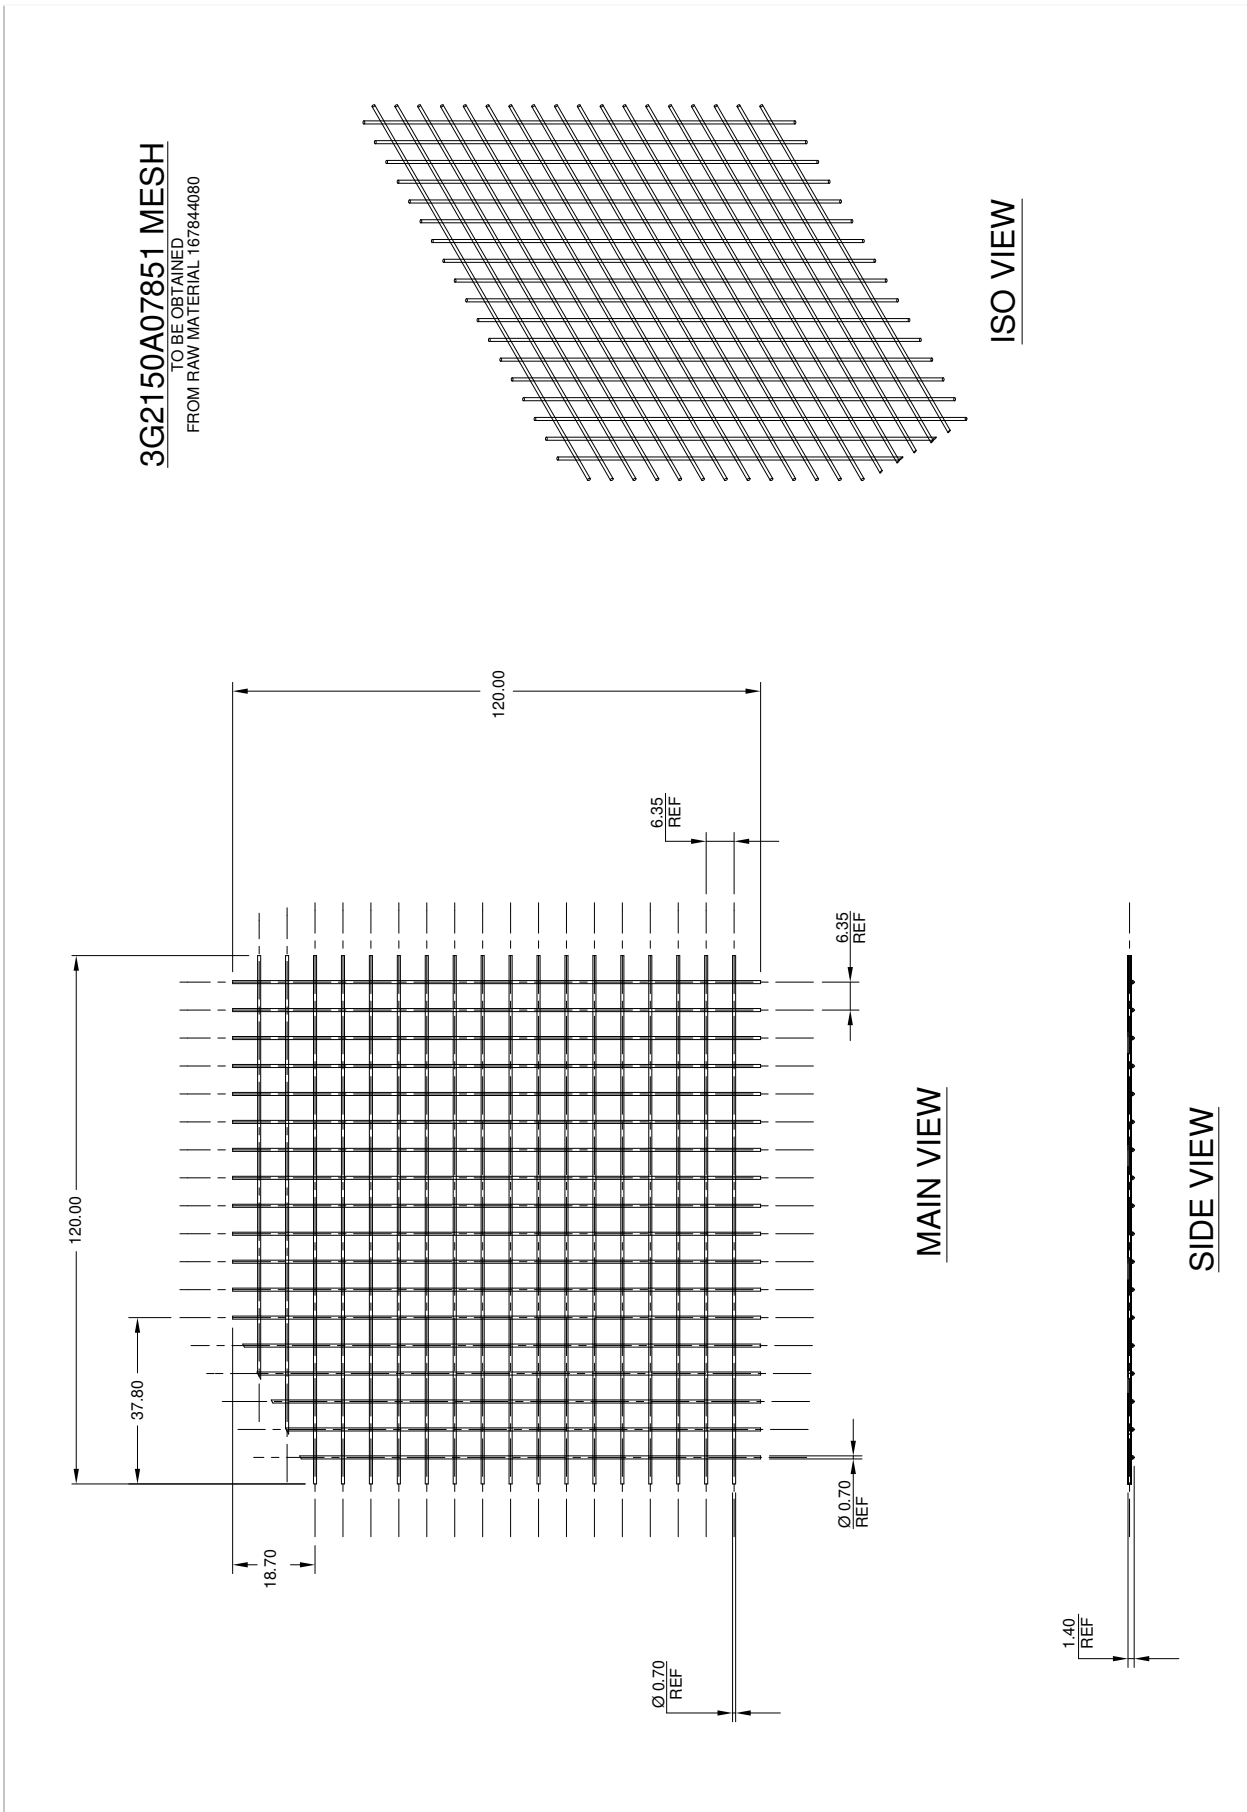 3G2150A07851 MESH
TO BE OBTAINED
FROM RAW MATERIAL 167844080
120.00
37.80
18.70
120.00
6.35
REF
6.35
REF
Ø 0.70
REF
Ø 0.70
REF
MAIN VIEW
ISO VIEW
1.40
REF
SIDE VIEW